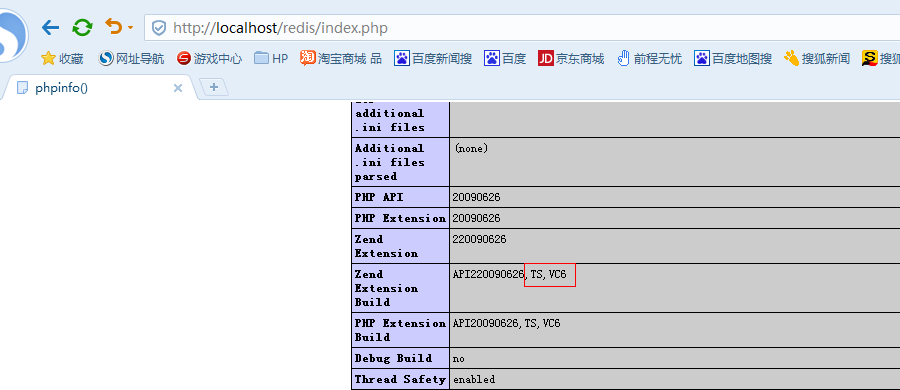 http://localhost/redis/index.php
收藏 网址导航 游戏中心 HP 淘宝商城 品 百度新闻搜 百度 京东商城 前程无忧 百度地图搜 搜狐新闻 搜狐
phpinfo()
additional
.ini files
Additional (none)
.ini files
parsed
PHP API 20090626
PHP Extension 20090626
Zend 220090626
Extension
Zend API220090626,TS,VC6
Extension
Build
PHP Extension API20090626,TS,VC6
Build
Debug Build no
Thread Safety enabled